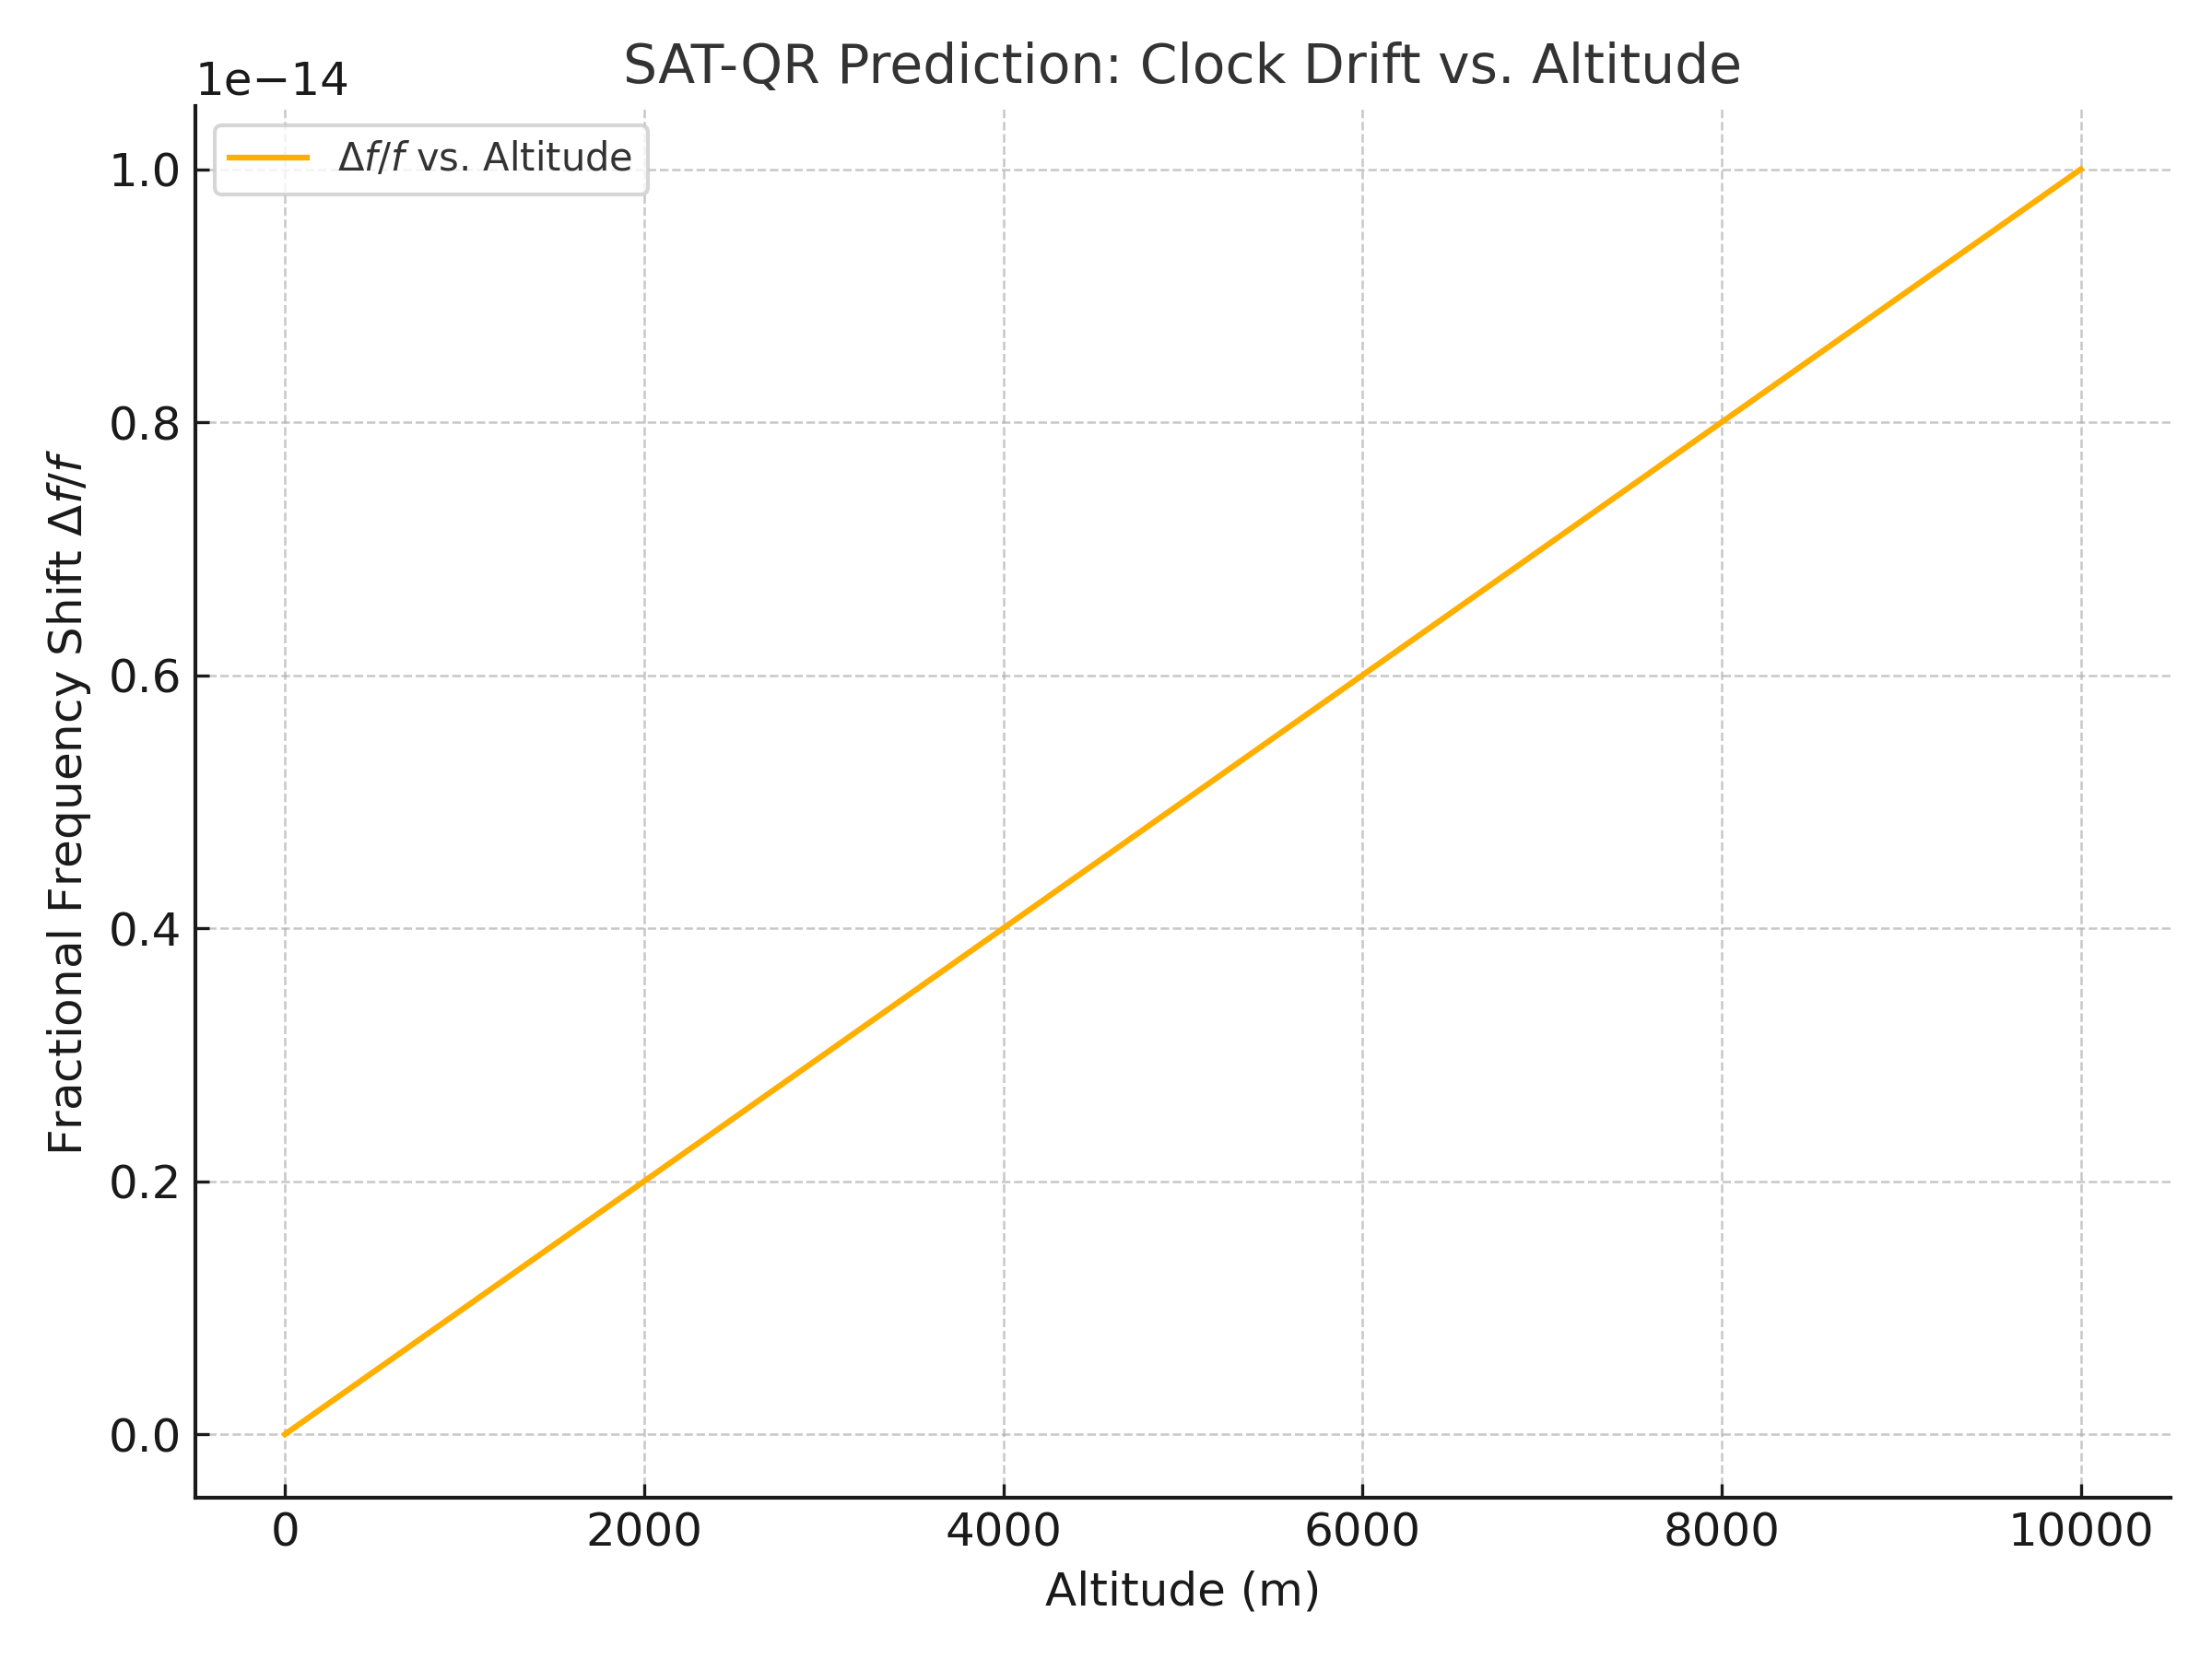 SAT-QR Prediction: Clock Drift vs. Altitude
1e−14
Δf/f vs. Altitude
1.0
0.8
0.6
0.4
0.2
0.0
Fractional Frequency Shift Δf/f
0 2000 4000 6000 8000 10000
Altitude (m)